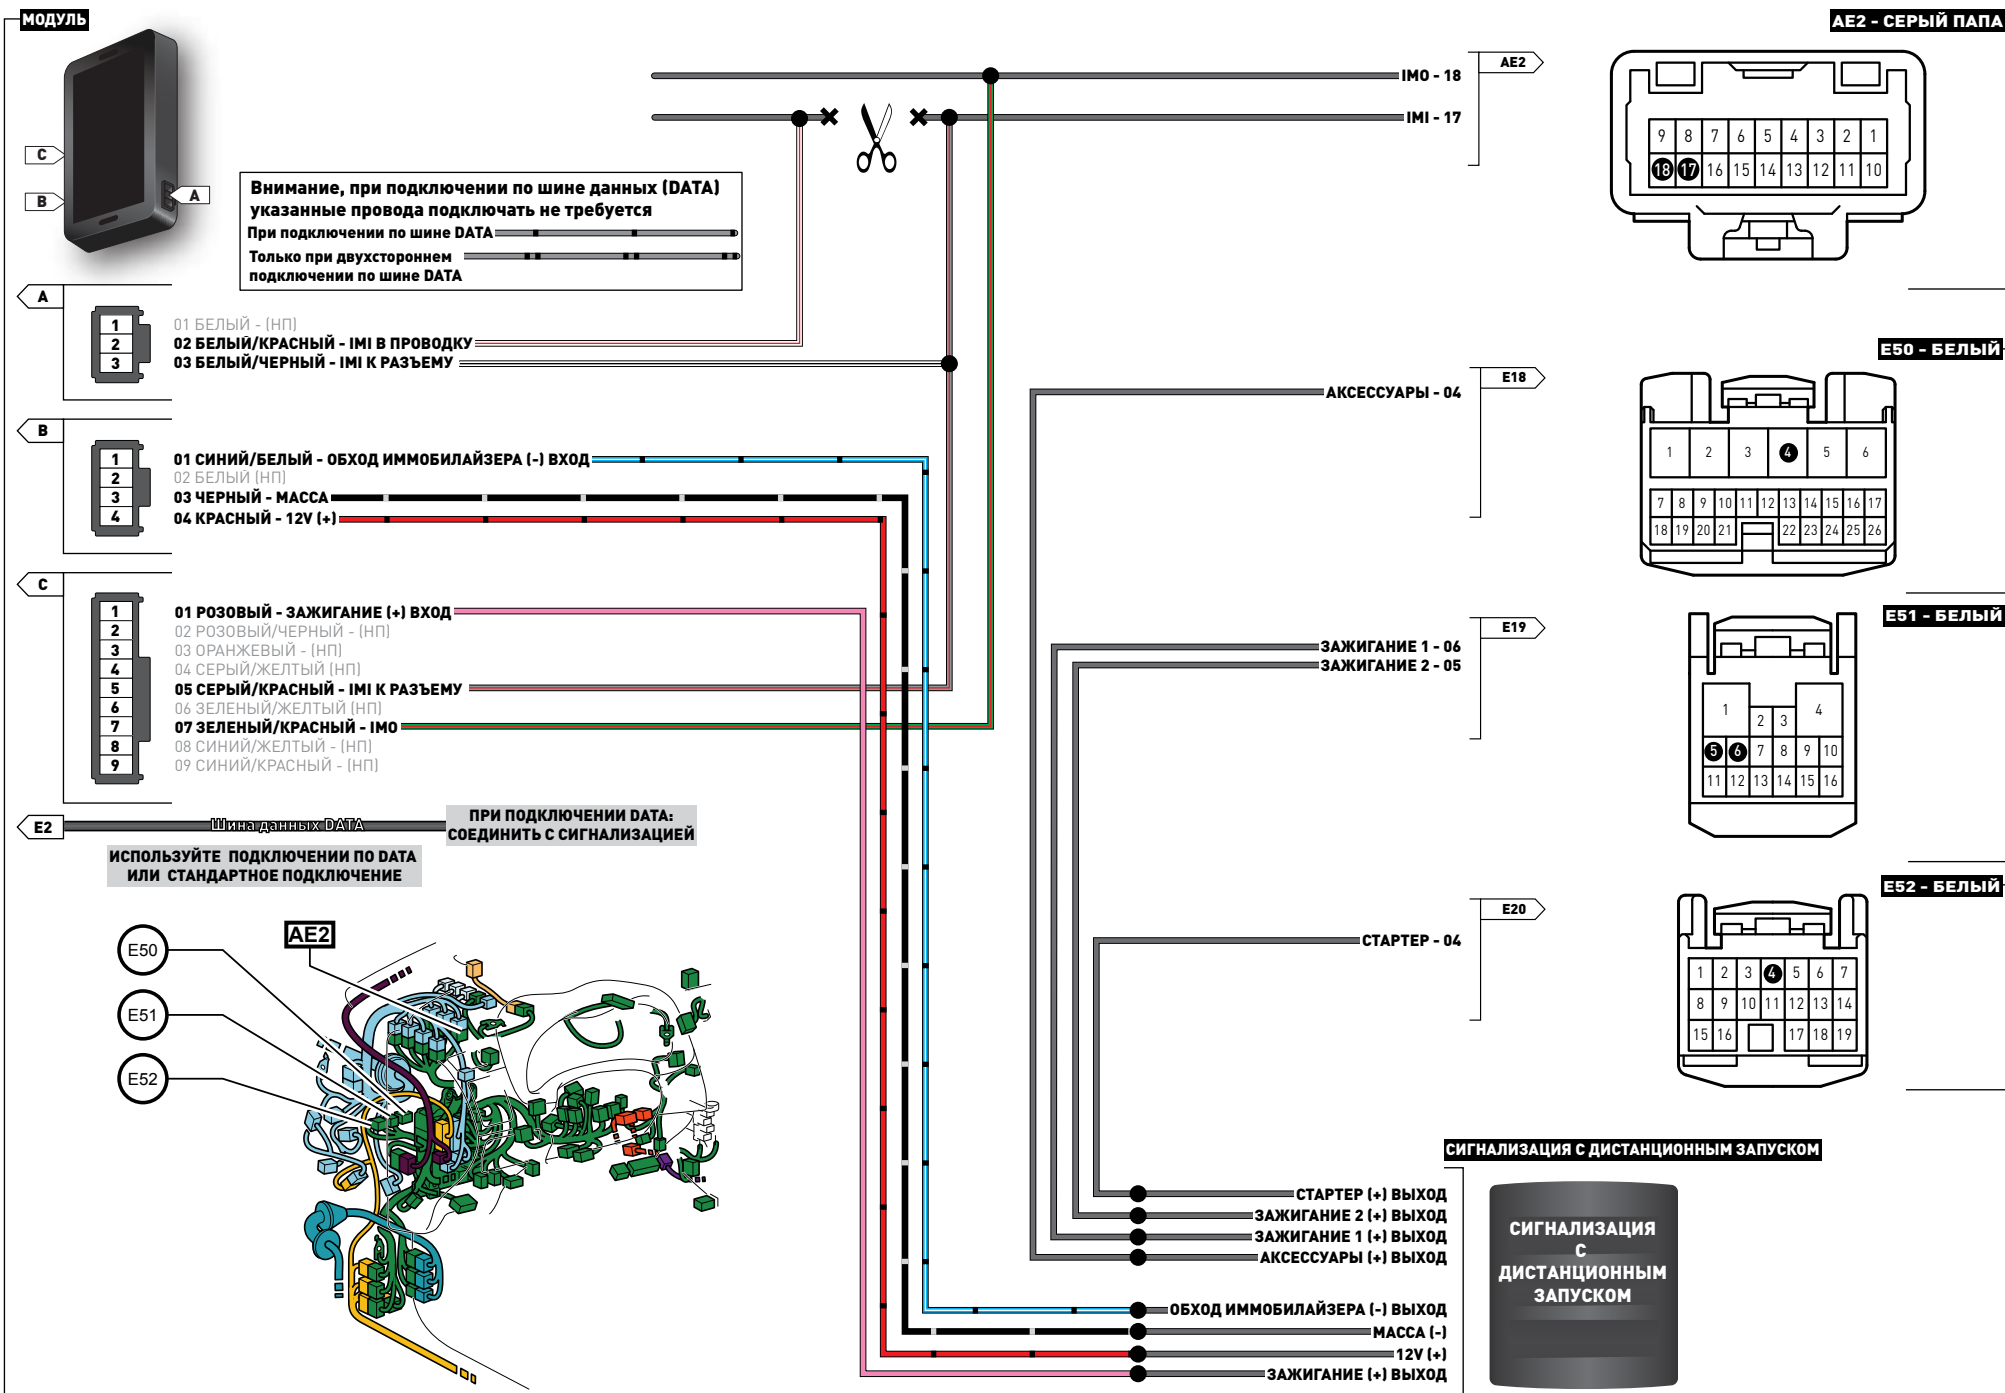 МОДУЛЬ
C
B
A
Внимание, при подключении по шине данных (DATA)
указанные провода подключать не требуется
При подключении по шине DATA
Только при двухстороннем
подключении по шине DATA
A
1
2
3
01 БЕЛЫЙ - (НП)
02 БЕЛЫЙ/КРАСНЫЙ - IMI В ПРОВОДКУ
03 БЕЛЫЙ/ЧЕРНЫЙ - IMI К РАЗЪЕМУ
B
1
2
3
4
01 СИНИЙ/БЕЛЫЙ - ОБХОД ИММОБИЛАЙЗЕРА (-) ВХОД
02 БЕЛЫЙ (НП)
03 ЧЕРНЫЙ - МАССА
04 КРАСНЫЙ - 12V (+)
C
1
2
3
4
5
6
7
8
9
01 РОЗОВЫЙ - ЗАЖИГАНИЕ (+) ВХОД
02 РОЗОВЫЙ/ЧЕРНЫЙ - (НП)
03 ОРАНЖЕВЫЙ - (НП)
04 СЕРЫЙ/ЖЕЛТЫЙ (НП)
05 СЕРЫЙ/КРАСНЫЙ - IMI К РАЗЪЕМУ
06 ЗЕЛЕНЫЙ/ЖЕЛТЫЙ (НП)
07 ЗЕЛЕНЫЙ/КРАСНЫЙ - IMO
08 СИНИЙ/ЖЕЛТЫЙ - (НП)
09 СИНИЙ/КРАСНЫЙ - (НП)
E2
Шина данных DATA
ПРИ ПОДКЛЮЧЕНИИ DATA:
СОЕДИНИТЬ С СИГНАЛИЗАЦИЕЙ
ИСПОЛЬЗУЙТЕ ПОДКЛЮЧЕНИИ ПО DATA
ИЛИ СТАНДАРТНОЕ ПОДКЛЮЧЕНИЕ
E50
AE2
E51
E52
IMO - 18
IMI - 17
AE2
АКСЕССУАРЫ - 04
E18
ЗАЖИГАНИЕ 1 - 06
ЗАЖИГАНИЕ 2 - 05
E19
СТАРТЕР - 04
E20
AE2 - СЕРЫЙ ПАПА
9 8 7 6 5 4 3 2 1
18 17 16 15 14 13 12 11 10
E50 - БЕЛЫЙ
1 2 3 4 5 6
7 8 9 10 11 12 13 14 15 16 17
18 19 20 21 22 23 24 25 26
E51 - БЕЛЫЙ
1 2 3 4
5 6 7 8 9 10
11 12 13 14 15 16
E52 - БЕЛЫЙ
1 2 3 4 5 6 7
8 9 10 11 12 13 14
15 16 17 18 19
СИГНАЛИЗАЦИЯ С ДИСТАНЦИОННЫМ ЗАПУСКОМ
СТАРТЕР (+) ВЫХОД
ЗАЖИГАНИЕ 2 (+) ВЫХОД
ЗАЖИГАНИЕ 1 (+) ВЫХОД
АКСЕССУАРЫ (+) ВЫХОД
ОБХОД ИММОБИЛАЙЗЕРА (-) ВЫХОД
МАССА (-)
12V (+)
ЗАЖИГАНИЕ (+) ВЫХОД
СИГНАЛИЗАЦИЯ
С
ДИСТАНЦИОННЫМ
ЗАПУСКОМ